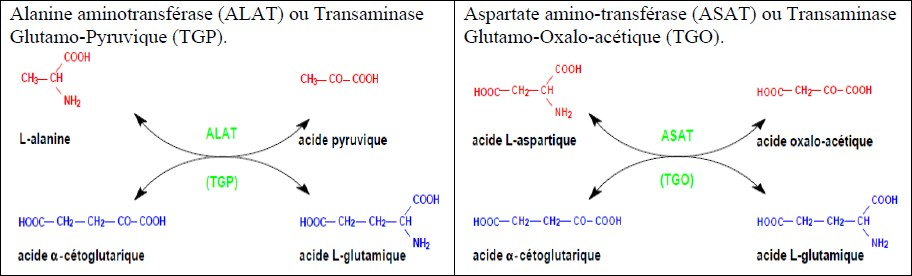 Alanine aminotransférase (ALAT) ou Transaminase
Glutamo-Pyruvique (TGP).
COOH
CH3—CH
NH2
L-alanine
CH3—CO—COOH
acide pyruvique
ALAT
(TGP)
HOOC—CH2—CH2—CO—COOH
acide α-cétoglutarique
COOH
HOOC—CH2—CH2—CH
NH2
acide L-glutamique
Aspartate amino-transférase (ASAT) ou Transaminase
Glutamo-Oxalo-acétique (TGO).
COOH
HOOC—CH2—CH
NH2
acide L-aspartique
HOOC—CH2—CO—COOH
acide oxalo-acétique
ASAT
(TGO)
HOOC—CH2—CH2—CO—COOH
acide α-cétoglutarique
COOH
HOOC—CH2—CH2—CH
NH2
acide L-glutamique